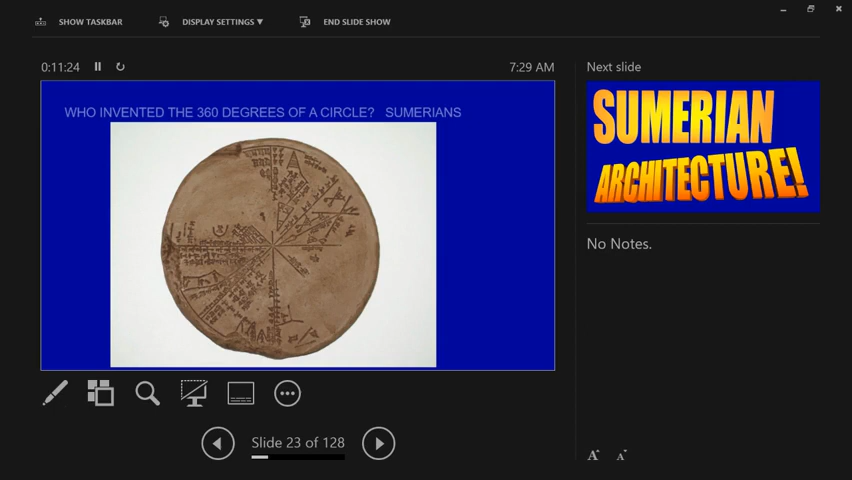 SHOW TASKBAR DISPLAY SETTINGS ▼ END SLIDE SHOW
0:11:24 7:29 AM
WHO INVENTED THE 360 DEGREES OF A CIRCLE? SUMERIANS
Slide 23 of 128
Next slide
SUMERIAN
ARCHITECTURE!
No Notes.
A A